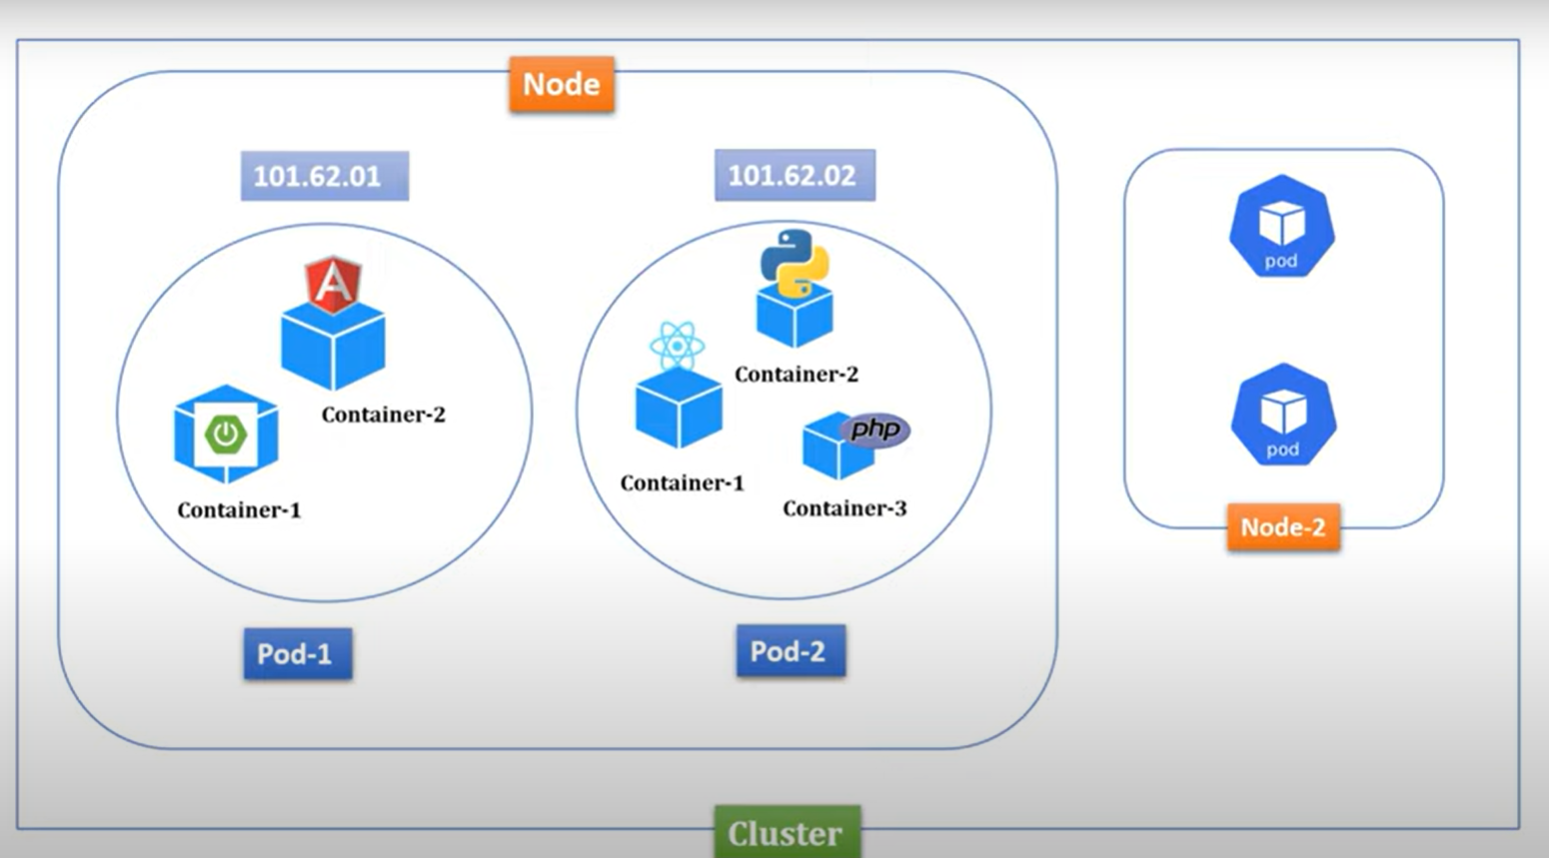 Node
101.62.01
101.62.02
Container-2
Container-1
Container-2
Container-1
php
Container-3
Pod-1
Pod-2
pod
pod
Node-2
Cluster